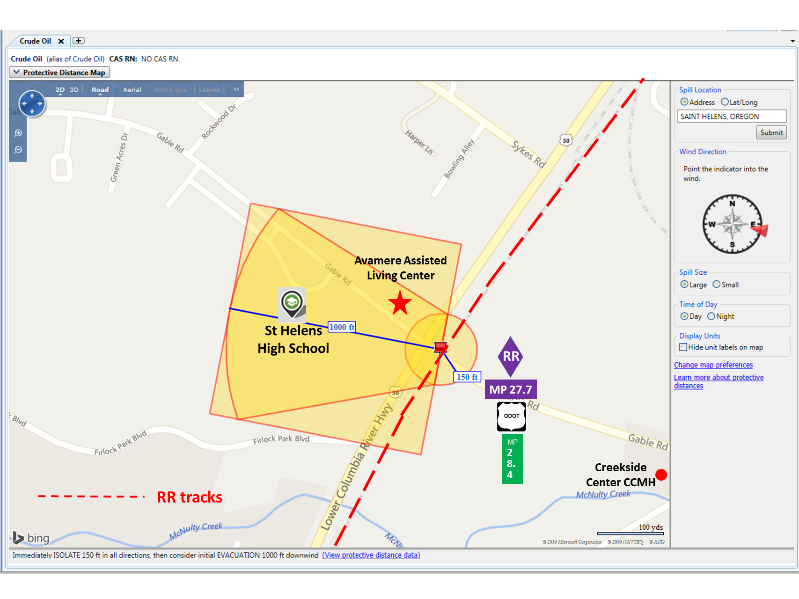 Crude Oil
Crude Oil (alias of Crude Oil) CAS RN: NO CAS RN
Protective Distance Map
2D 3D Road Aerial Bird's eye Labels
Spill Location
Address Lat/Long
SAINT HELENS, OREGON
Submit
Wind Direction
Point the indicator into the
wind.
N
W E
S
Spill Size
Large Small
Time of Day
Day Night
Display Units
Hide unit labels on map
Change map preferences
Learn more about protective
distances
Rockwood Dr
Gable Rd
Green Acres Dr
Harper Ln
Bowling Alley
Sykes Rd
30
Avamere Assisted
Living Center
Gable Rd
St Helens
High School
1000 ft
150 ft
RR
MP 27.7
ODOT
MP
2
8.
4
30
Rd
Gable Rd
Blvd
Firlock Park Blvd
Firlock Park Blvd
Lower Columbia River Hwy
Creekside
Center CCMH
McNulty Creek
RR tracks
McNulty Creek
McN
bing
100 yds
Immediately ISOLATE 150 ft in all directions, then consider initial EVACUATION 1000 ft downwind (View protective distance data)